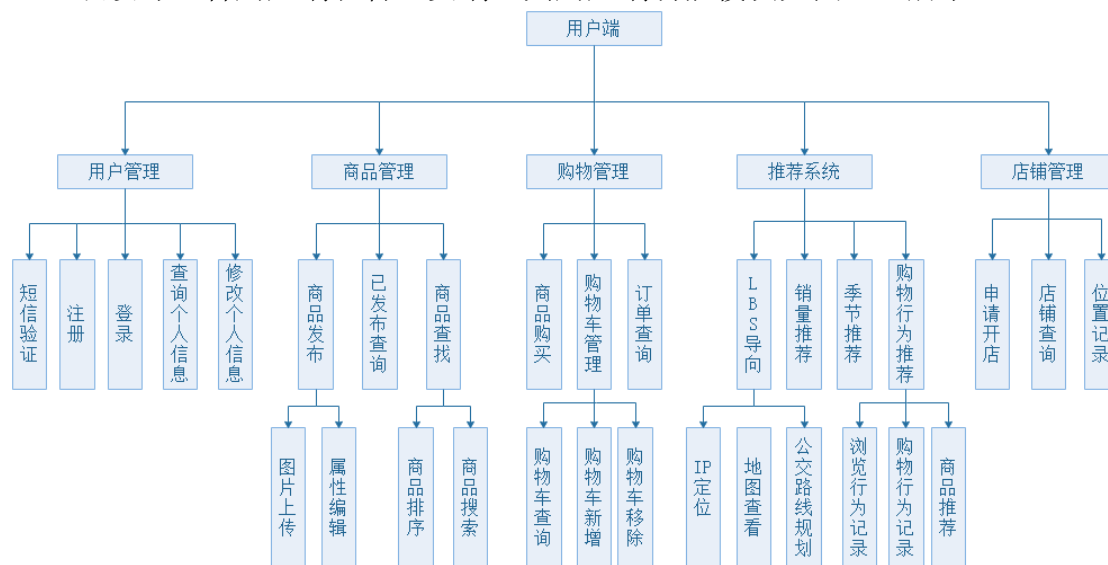 用户端
用户管理
商品管理
购物管理
推荐系统
店铺管理
短信验证
注册
登录
查询个人信息
修改个人信息
商品发布
已发布查询
商品查找
商品购买
购物车管理
订单查询
LBS导向
销量推荐
季节推荐
购物行为推荐
申请开店
店铺查询
位置记录
图片上传
属性编辑
商品排序
商品搜索
购物车查询
购物车新增
购物车移除
IP定位
地图查看
公交路线规划
浏览行为记录
购物行为记录
商品推荐